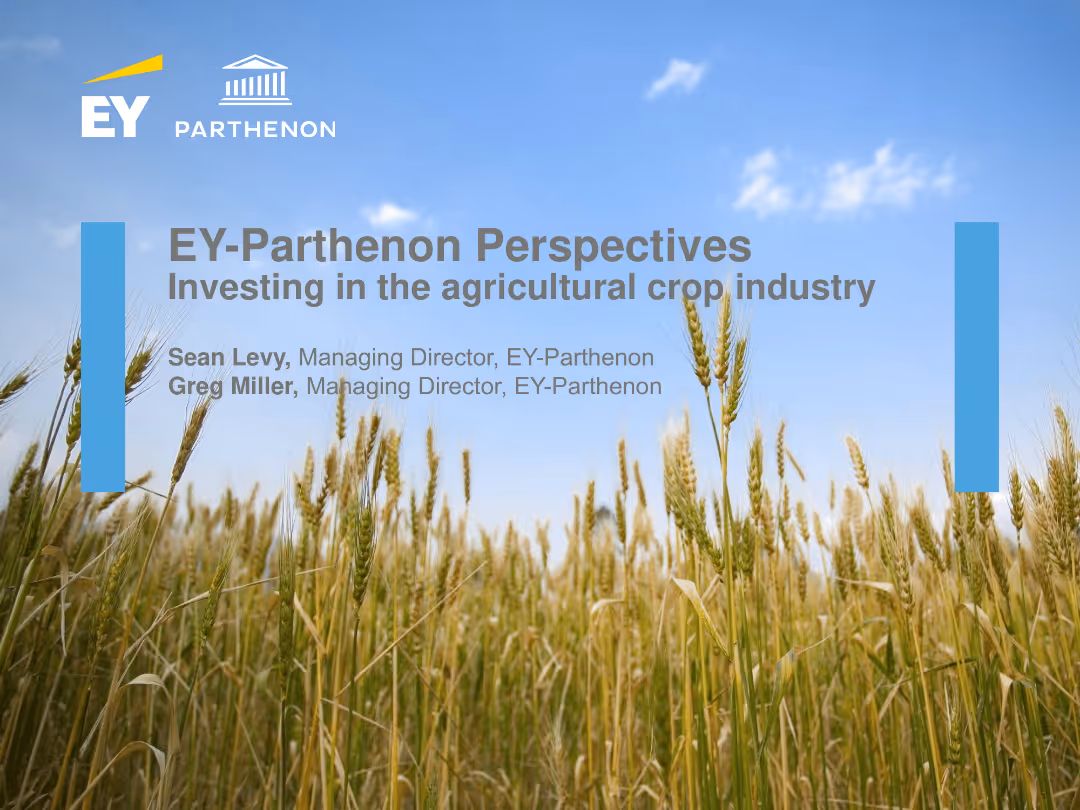 EY
PARTHENON
EY-Parthenon Perspectives
Investing in the agricultural crop industry
Sean Levy, Managing Director, EY-Parthenon
Greg Miller, Managing Director, EY-Parthenon